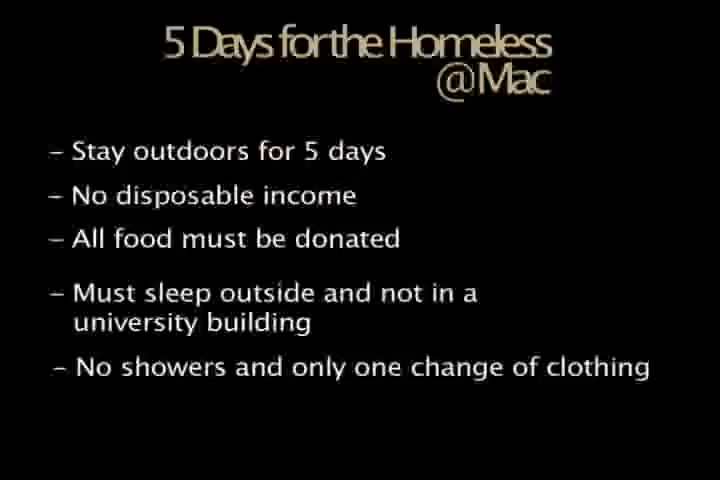 5 Days for the Homeless
@Mac
– Stay outdoors for 5 days
– No disposable income
– All food must be donated
– Must sleep outside and not in a
university building
– No showers and only one change of clothing